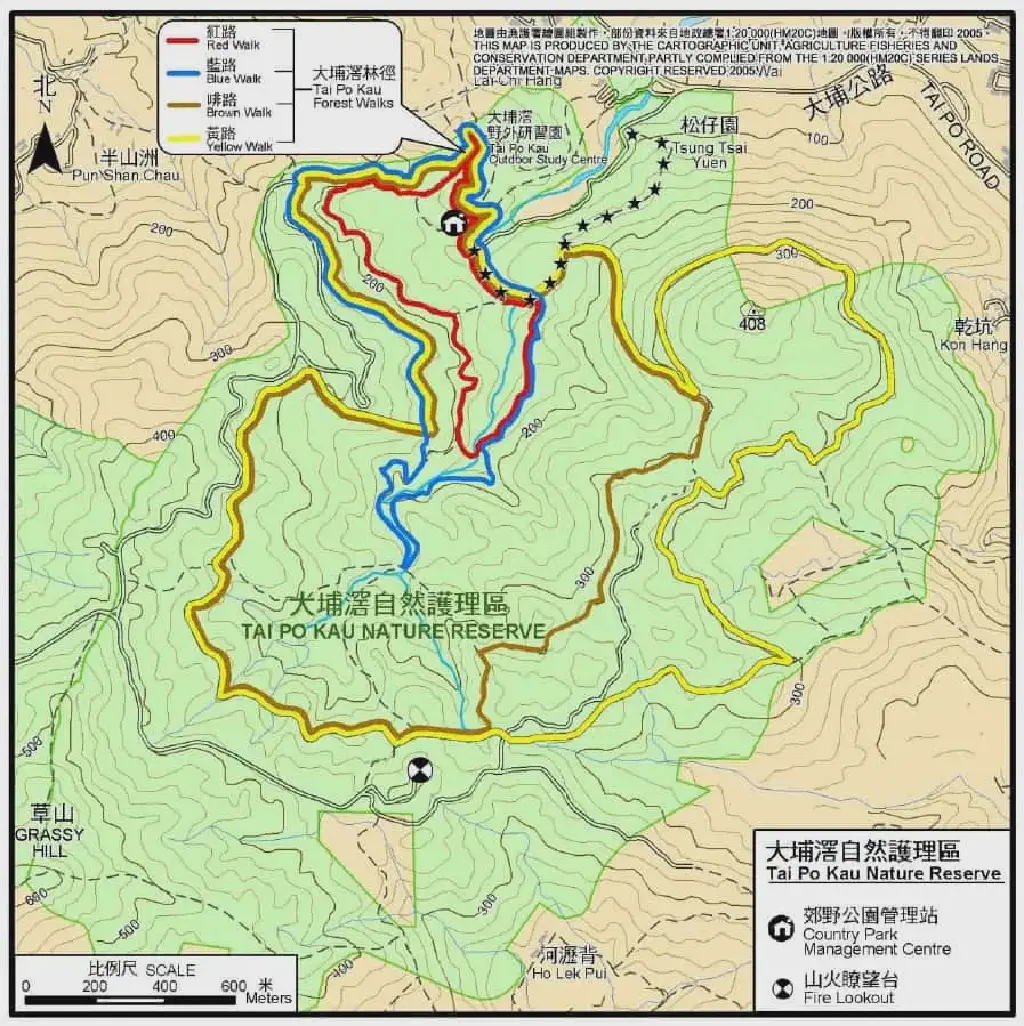 紅路
Red Walk
藍路
Blue Walk
啡路
Brown Walk
黃路
Yellow Walk
大埔滘林徑
Tai Po Kau
Forest Walks
地圖由漁護署繪圖組製作，部份資料來自地政總署1:20 000(HM20C)地圖，版權所有，不得翻印 2005。
THIS MAP IS PRODUCED BY THE CARTOGRAPHIC UNIT, AGRICULTURE FISHERIES AND
CONSERVATION DEPARTMENT PARTLY COMPLIED FROM THE 1:20 000(HM20C) SERIES LANDS
DEPARTMENT MAPS. COPYRIGHT RESERVED 2005
Lai Chi Hang
北
N
半山洲
Pun Shan Chau
大埔滘
野外研習園
Tai Po Kau
Outdoor Study Centre
松仔園
Tsung Tsai
Yuen
大埔公路
TAI PO ROAD
100
200
200
200
300
300
408
乾坑
Kon Hang
400
200
300
大埔滘自然護理區
TAI PO KAU NATURE RESERVE
300
500
草山
GRASSY
HILL
600
500
300
400
河瀝背
Ho Lek Pui
比例尺 SCALE
0 200 400 600 米
Meters
大埔滘自然護理區
Tai Po Kau Nature Reserve
郊野公園管理站
Country Park
Management Centre
山火瞭望台
Fire Lookout